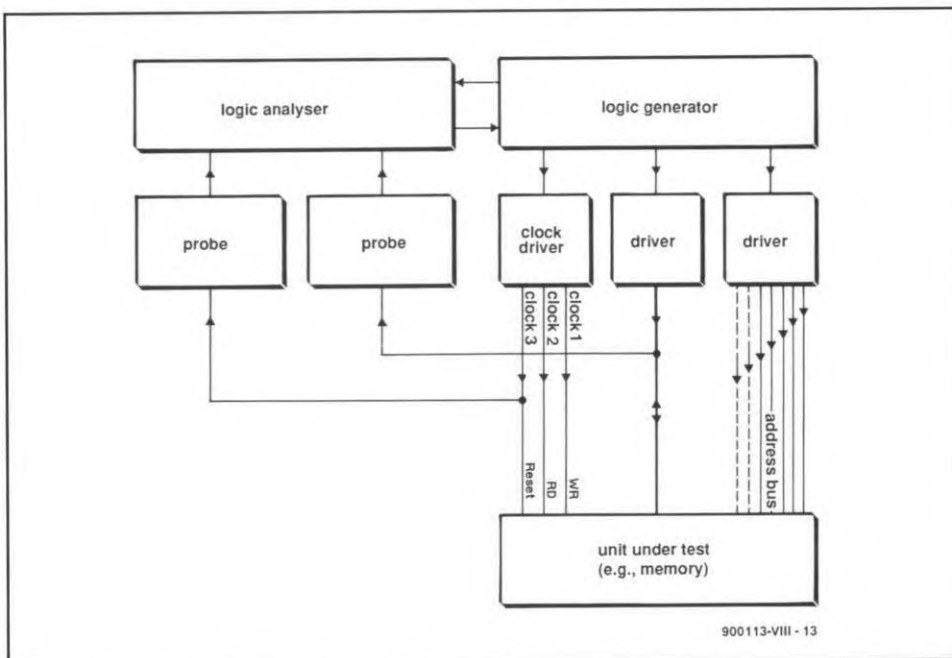 logic analyser
logic generator
probe
probe
clock
driver
driver
driver
clock 3
clock 2
clock 1
Reset
RD
WR
address bus
unit under test
(e.g., memory)
900113-VIII - 13